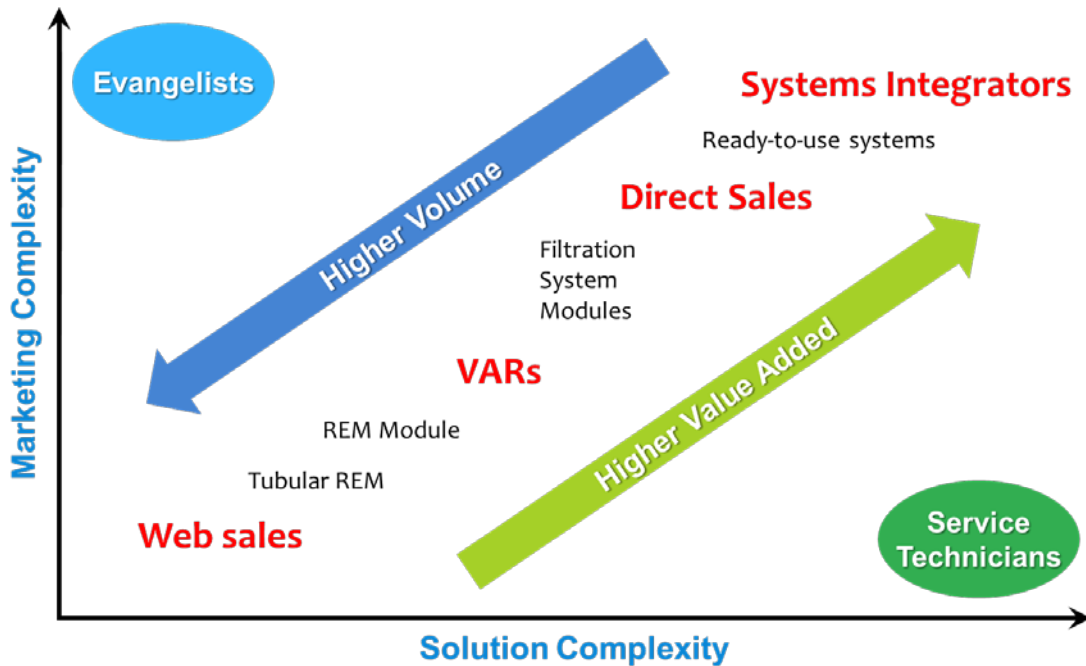 Evangelists
Systems Integrators
Ready-to-use systems
Direct Sales
Higher Volume
Filtration
System
Modules
VARs
Higher Value Added
REM Module
Tubular REM
Web sales
Service
Technicians
Marketing Complexity
Solution Complexity